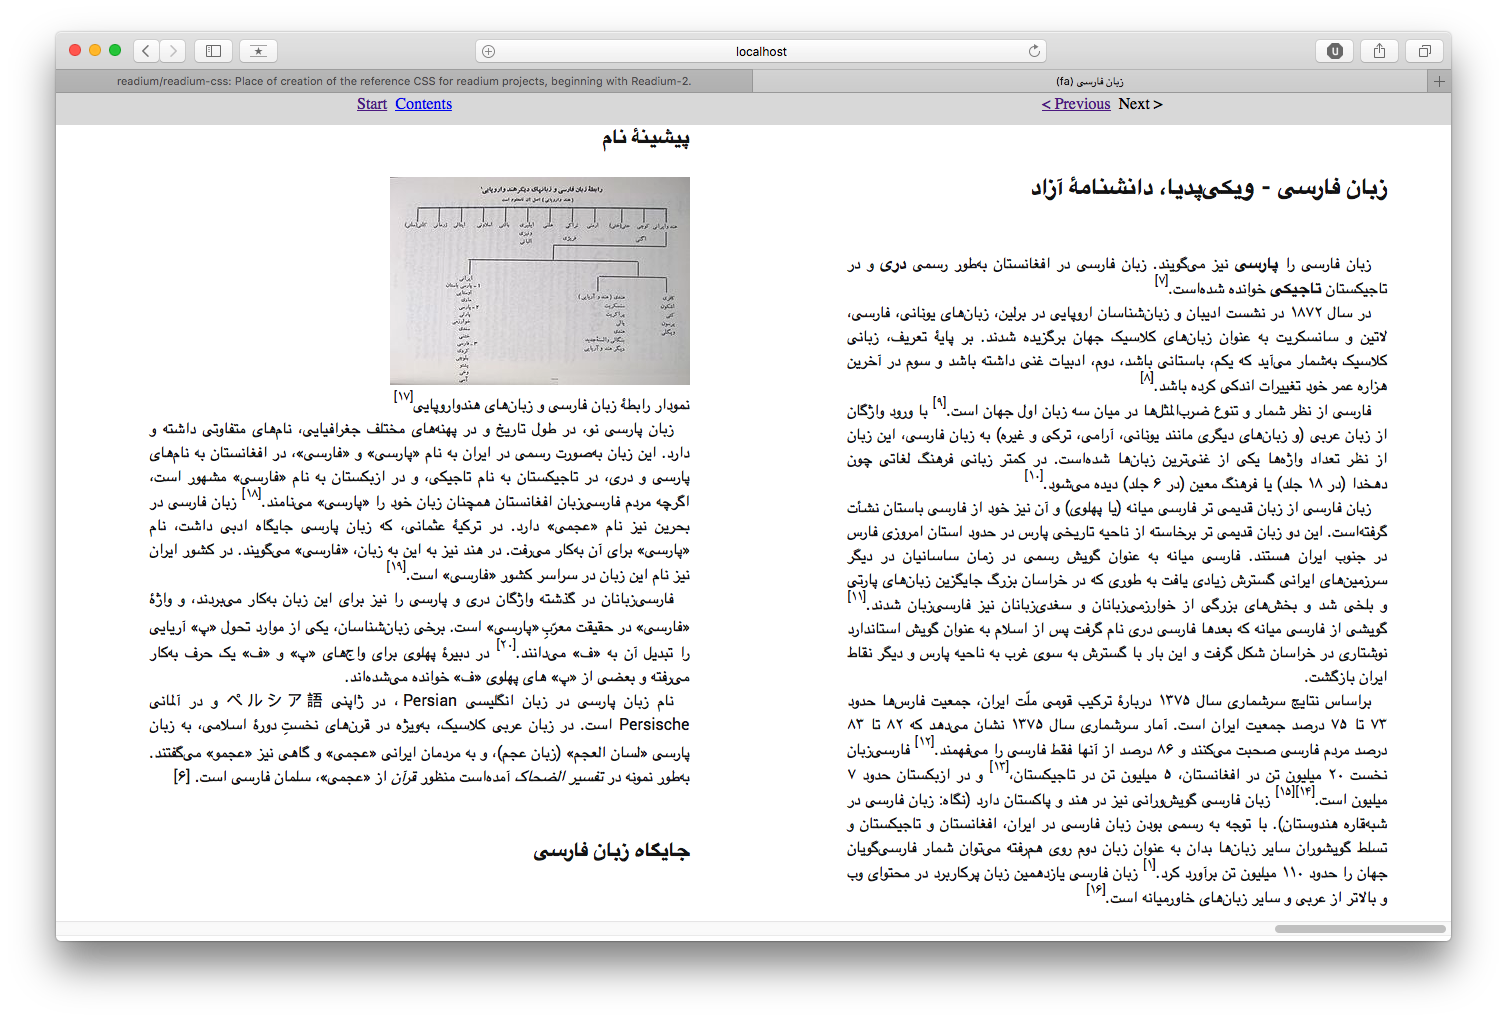 localhost
readium/readium-css: Place of creation of the reference CSS for readium projects, beginning with Readium-2.
زبان فارسی (fa)
Start Contents
< Previous Next >
زبان فارسی - ویکی‌پدیا، دانشنامهٔ آزاد
زبان فارسی را پارسی نیز می‌گویند. زبان فارسی در افغانستان به‌طور رسمی دری و در
تاجیکستان تاجیکی خوانده شده‌است.[۷]
در سال ۱۸۷۲ در نشست ادیبان و زبان‌شناسان اروپایی در برلین، زبان‌های یونانی، فارسی،
لاتین و سانسکریت به عنوان زبان‌های کلاسیک جهان برگزیده شدند. بر پایهٔ تعریف، زبانی
کلاسیک به‌شمار می‌آید که یکم، باستانی باشد، دوم، ادبیات غنی داشته باشد و سوم در آخرین
هزاره عمر خود تغییرات اندکی کرده باشد.[۸]
فارسی از نظر شمار و تنوع ضرب‌المثل‌ها در میان سه زبان اول جهان است.[۹] با ورود واژگان
از زبان عربی (و زبان‌های دیگری مانند یونانی، آرامی، ترکی و غیره) به زبان فارسی، این زبان
از نظر تعداد واژه‌ها یکی از غنی‌ترین زبان‌ها شده‌است. در کمتر زبانی فرهنگ لغاتی چون
دهخدا (در ۱۸ جلد) یا فرهنگ معین (در ۶ جلد) دیده می‌شود.[۱۰]
زبان فارسی از زبان قدیمی تر فارسی میانه (یا پهلوی) و آن نیز خود از فارسی باستان نشأت
گرفته‌است. این دو زبان قدیمی تر برخاسته از ناحیه تاریخی پارس در حدود استان امروزی فارس
در جنوب ایران هستند. فارسی میانه به عنوان گویش رسمی در زمان ساسانیان در دیگر
سرزمین‌های ایرانی گسترش زیادی یافت به طوری که در خراسان بزرگ جایگزین زبان‌های پارتی
و بلخی شد و بخش‌های بزرگی از خوارزمی‌زبانان و سغدی‌زبانان نیز فارسی‌زبان شدند.[۱۱]
گویشی از فارسی میانه که بعدها فارسی دری نام گرفت پس از اسلام به عنوان گویش استاندارد
نوشتاری در خراسان شکل گرفت و این بار با گسترش به سوی غرب به ناحیه پارس و دیگر نقاط
ایران بازگشت.
براساس نتایج سرشماری سال ۱۳۷۵ دربارهٔ ترکیب قومی ملّت ایران، جمعیت فارس‌ها حدود
۷۳ تا ۷۵ درصد جمعیت ایران است. آمار سرشماری سال ۱۳۷۵ نشان می‌دهد که ۸۲ تا ۸۳
درصد مردم فارسی صحبت می‌کنند و ۸۶ درصد از آنها فقط فارسی را می‌فهمند.[۱۲] فارسی‌زبان
نخست ۲۰ میلیون تن در افغانستان، ۵ میلیون تن در تاجیکستان،[۱۳] و در ازبکستان حدود ۷
میلیون است.[۱۴][۱۵] زبان فارسی گویش‌ورانی نیز در هند و پاکستان دارد (نگاه: زبان فارسی در
شبه‌قاره هندوستان). با توجه به رسمی بودن زبان فارسی در ایران، افغانستان و تاجیکستان و
تسلط گویشوران سایر زبان‌ها بدان به عنوان زبان دوم روی هم‌رفته می‌توان شمار فارسی‌گویان
جهان را حدود ۱۱۰ میلیون تن برآورد کرد.[۱] زبان فارسی یازدهمین زبان پرکاربرد در محتوای وب
و بالاتر از عربی و سایر زبان‌های خاورمیانه است.[۱۶]
پیشینهٔ نام
رابطهٔ زبان فارسی و زبانهای دیگر هند و اروپایی
نمودار رابطهٔ زبان فارسی و زبان‌های هندواروپایی[۱۷]
زبان پارسی نو، در طول تاریخ و در پهنه‌های مختلف جغرافیایی، نام‌های متفاوتی داشته و
دارد. این زبان به‌صورت رسمی در ایران به نام «پارسی» و «فارسی»، در افغانستان به نام‌های
پارسی و دری، در تاجیکستان به نام تاجیکی، و در ازبکستان به نام «فارسی» مشهور است،
اگرچه مردم فارسی‌زبان افغانستان همچنان زبان خود را «پارسی» می‌نامند.[۱۸] زبان فارسی در
بحرین نیز نام «عجمی» دارد. در ترکیهٔ عثمانی، که زبان پارسی جایگاه ادبی داشت، نام
«پارسی» برای آن به‌کار می‌رفت. در هند نیز به این به زبان، «فارسی» می‌گویند. در کشور ایران
نیز نام این زبان در سراسر کشور «فارسی» است.[۱۹]
فارسی‌زبانان در گذشته واژگان دری و پارسی را نیز برای این زبان به‌کار می‌بردند، و واژهٔ
«فارسی» در حقیقت معرّبِ «پارسی» است. برخی زبان‌شناسان، یکی از موارد تحول «پ» آریایی
را تبدیل آن به «ف» می‌دانند.[۲۰] در دبیرهٔ پهلوی برای واج‌های «پ» و «ف» یک حرف به‌کار
می‌رفته و بعضی از «پ» های پهلوی «ف» خوانده می‌شده‌اند.
نام زبان پارسی در زبان انگلیسی Persian ، در ژاپنی ペルシア語 و در آلمانی
Persische است. در زبان عربی کلاسیک، به‌ویژه در قرن‌های نخستِ دورهٔ اسلامی، به زبان
پارسی «لسان العجم» (زبان عجم)، و به مردمان ایرانی «عجمی» و گاهی نیز «عجمو» می‌گفتند.
به‌طور نمونه در تفسیر الضحاک آمده‌است منظور قرآن از «عجمی»، سلمان فارسی است. [۶]
جایگاه زبان فارسی